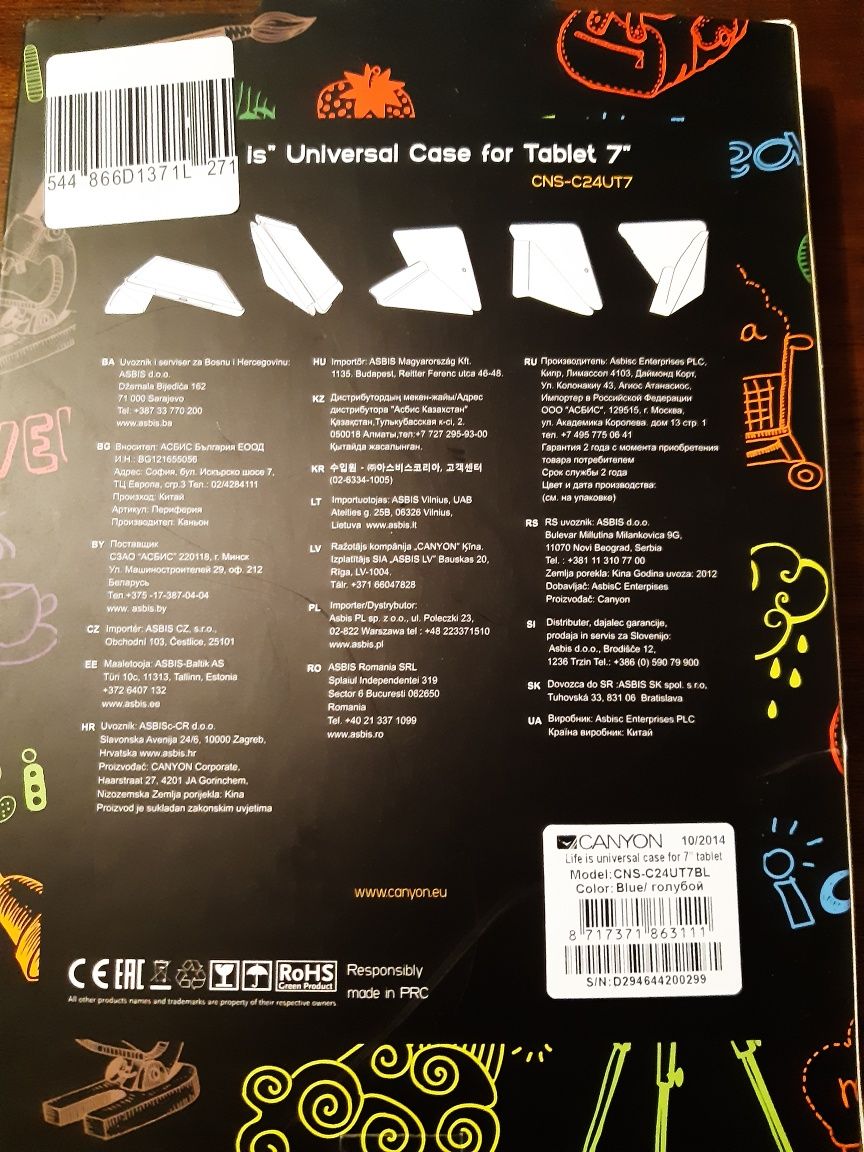 544 866D1371L 271
is" Universal Case for Tablet 7"
CNS-C24UT7
BA Uvoznik i serviser za Bosnu i Hercegovinu:
ASBIS d.o.o.
Džemala Bijedića 162
71 000 Sarajevo
Tel: +387 33 770 200
www.asbis.ba
BG Вносител: АСБИС България ЕООД
И.Н.: BG121655056
Адрес: София, бул. Искърско шосе 7,
ТЦ Европа, стр.3 Тел.: 02/4284111
Произход: Китай
Артикул: Периферия
Производител: Каньон
BY Поставщик
СЗАО "АСБИС" 220118, г. Минск
Ул. Машиностроителей 29, оф. 212
Беларусь
Тел.+375 -17-387-04-04
www. asbis.by
CZ Importér: ASBIS CZ, s.r.o.,
Obchodní 103, Čestlice, 25101
EE Maaletooja: ASBIS-Baltik AS
Türi 10c, 11313, Tallinn, Estonia
+372 6407 132
www.asbis.ee
HR Uvoznik: ASBISc-CR d.o.o.
Slavonska Avenija 24/6, 10000 Zagreb,
Hrvatska www.asbis.hr
Proizvođač: CANYON Corporate,
Haarstraat 27, 4201 JA Gorinchem,
Nizozemska Zemlja porijekla: Kina
Proizvod je sukladan zakonskim uvjetima
HU Importőr: ASBIS Magyarország Kft.
1135. Budapest, Reitter Ferenc utca 46-48.
KZ Дистрибутордың мекен-жайы/Адрес
дистрибутора "Асбис Казахстан"
Қазақстан,Тулькубасская к-сі, 2,
050018 Алматы,тел:+7 727 295-93-00
Қытайда жасалынған.
KR 수입원 - ㈜아스비스코리아, 고객센터
(02-6334-1005)
LT Importuotojas: ASBIS Vilnius, UAB
Ateities g. 25B, 06326 Vilnius,
Lietuva www.asbis.lt
LV Ražotājs kompānija „CANYON" Ķīna.
Izplatītājs SIA „ASBIS LV" Bauskas 20,
Rīga, LV-1004.
Tālr. +371 66047828
PL Importer/Dystrybutor:
Asbis PL sp. z o.o., ul. Poleczki 23,
02-822 Warszawa tel : +48 223371510
www.asbis.pl
RO ASBIS Romania SRL
Splaiul Independentei 319
Sector 6 Bucuresti 062650
Romania
Tel. +40 21 337 1099
www.asbis.ro
RU Производитель: Asbisc Enterprises PLC,
Кипр, Лимассол 4103, Даймонд Корт,
Ул. Колонакиу 43, Агиос Атанасиос,
Импортер в Российской Федерации
ООО "АСБИС", 129515, г. Москва,
ул. Академика Королева. дом 13 стр. 1
тел. +7 495 775 06 41
Гарантия 2 года с момента приобретения
товара потребителем
Срок службы 2 года
Цвет и дата производства:
(см. на упаковке)
RS RS uvoznik: ASBIS d.o.o.
Bulevar Millutina Milankovica 9G,
11070 Novi Beograd, Serbia
Tel. : +381 11 310 77 00
Zemlja porekla: Kina Godina uvoza: 2012
Dobavljač: AsbisC Enterpises
Proizvođač: Canyon
SI Distributer, dajalec garancije,
prodaja in servis za Slovenijo:
Asbis d.o.o., Brodišče 12,
1236 Trzin Tel.: +386 (0) 590 79 900
SK Dovozca do SR :ASBIS SK spol. s r.o,
Tuhovská 33, 831 06 Bratislava
UA Виробник: Asbisc Enterprises PLC
Країна виробник: Китай
a
www.canyon.eu
CANYON 10/2014
Life is universal case for 7" tablet
Model:CNS-C24UT7BL
Color: Blue/ голубой
8 717371 863111
S/N:D294644200299
CE EAC RoHS
Green Product
Responsibly
made in PRC
All other products names and trademarks are property of their respective owners.